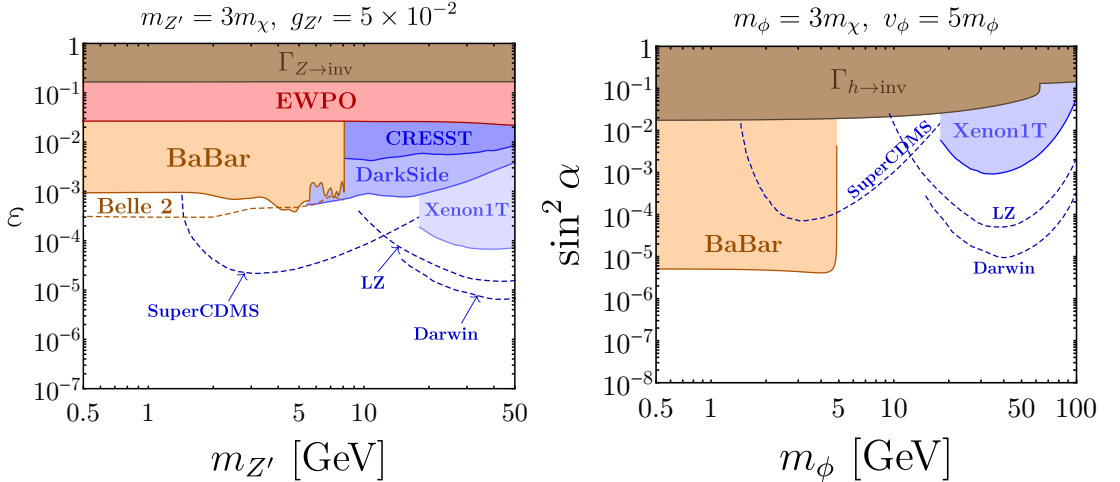 m_{Z'} = 3m_χ, g_{Z'} = 5 × 10^{-2}
1
10^{-1}
10^{-2}
10^{-3}
10^{-4}
10^{-5}
10^{-6}
10^{-7}
ε
Γ_{Z→inv}
EWPO
CRESST
BaBar
DarkSide
Belle 2
Xenon1T
LZ
SuperCDMS
Darwin
0.5 1 5 10 50
m_{Z'} [GeV]
m_φ = 3m_χ, v_φ = 5m_φ
1
10^{-1}
10^{-2}
10^{-3}
10^{-4}
10^{-5}
10^{-6}
10^{-7}
10^{-8}
sin² α
Γ_{h→inv}
Xenon1T
SuperCDMS
LZ
BaBar
Darwin
0.5 1 5 10 50 100
m_φ [GeV]